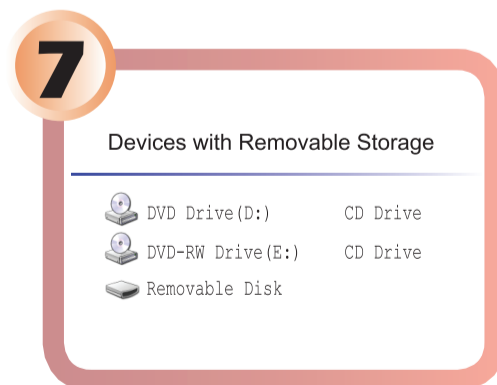 7
Devices with Removable Storage
DVD Drive(D:) CD Drive
DVD-RW Drive(E:) CD Drive
Removable Disk